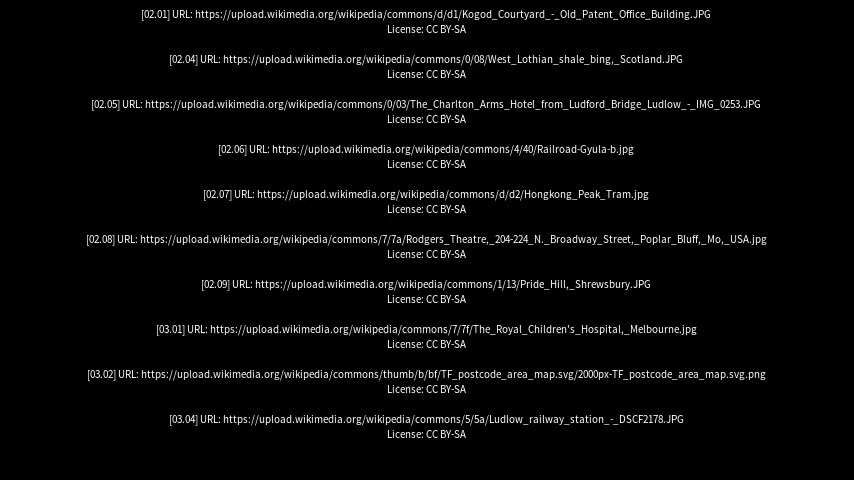 [02.01] URL: https://upload.wikimedia.org/wikipedia/commons/d/d1/Kogod_Courtyard_-_Old_Patent_Office_Building.JPG
License: CC BY-SA
[02.04] URL: https://upload.wikimedia.org/wikipedia/commons/0/08/West_Lothian_shale_bing,_Scotland.JPG
License: CC BY-SA
[02.05] URL: https://upload.wikimedia.org/wikipedia/commons/0/03/The_Charlton_Arms_Hotel_from_Ludford_Bridge_Ludlow_-_IMG_0253.JPG
License: CC BY-SA
[02.06] URL: https://upload.wikimedia.org/wikipedia/commons/4/40/Railroad-Gyula-b.jpg
License: CC BY-SA
[02.07] URL: https://upload.wikimedia.org/wikipedia/commons/d/d2/Hongkong_Peak_Tram.jpg
License: CC BY-SA
[02.08] URL: https://upload.wikimedia.org/wikipedia/commons/7/7a/Rodgers_Theatre,_204-224_N._Broadway_Street,_Poplar_Bluff,_Mo,_USA.jpg
License: CC BY-SA
[02.09] URL: https://upload.wikimedia.org/wikipedia/commons/1/13/Pride_Hill,_Shrewsbury.JPG
License: CC BY-SA
[03.01] URL: https://upload.wikimedia.org/wikipedia/commons/7/7f/The_Royal_Children's_Hospital,_Melbourne.jpg
License: CC BY-SA
[03.02] URL: https://upload.wikimedia.org/wikipedia/commons/thumb/b/bf/TF_postcode_area_map.svg/2000px-TF_postcode_area_map.svg.png
License: CC BY-SA
[03.04] URL: https://upload.wikimedia.org/wikipedia/commons/5/5a/Ludlow_railway_station_-_DSCF2178.JPG
License: CC BY-SA